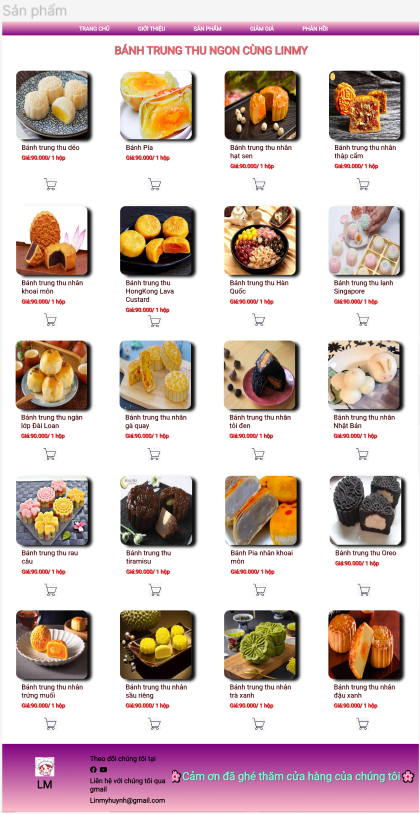 Sản phẩm
TRANG CHỦ GIỚI THIỆU SẢN PHẨM GIẢM GIÁ PHẢN HỒI
BÁNH TRUNG THU NGON CÙNG LINMY
Bánh trung thu dẻo
Giá:90.000/ 1 hộp
Bánh Pía
Giá:90.000/ 1 hộp
Bánh trung thu nhân
hạt sen
Giá:90.000/ 1 hộp
Bánh trung thu nhân
thập cẩm
Giá:90.000/ 1 hộp
Bánh trung thu nhân
khoai môn
Giá:90.000/ 1 hộp
Bánh trung thu
HongKong Lava
Custard
Giá:90.000/ 1 hộp
Bánh trung thu Hàn
Quốc
Giá:90.000/ 1 hộp
Bánh trung thu lạnh
Singapore
Giá:90.000/ 1 hộp
Bánh trung thu ngàn
lớp Đài Loan
Giá:90.000/ 1 hộp
Bánh trung thu nhân
gà quay
Giá:90.000/ 1 hộp
Bánh trung thu nhân
tỏi đen
Giá:90.000/ 1 hộp
Bánh trung thu nhân
Nhật Bản
Giá:90.000/ 1 hộp
Bánh trung thu rau
câu
Giá:90.000/ 1 hộp
Bánh trung thu
tiramisu
Giá:90.000/ 1 hộp
Bánh Pía nhân khoai
môn
Giá:90.000/ 1 hộp
Bánh trung thu Oreo
Giá:90.000/ 1 hộp
Bánh trung thu nhân
trứng muối
Giá:90.000/ 1 hộp
Bánh trung thu nhân
sầu riêng
Giá:90.000/ 1 hộp
Bánh trung thu nhân
trà xanh
Giá:90.000/ 1 hộp
Bánh trung thu nhân
đậu xanh
Giá:90.000/ 1 hộp
LM
Theo dõi chúng tôi tại
Liên hệ với chúng tôi qua
gmail
Linmyhuynh@gmail.com
Cảm ơn đã ghé thăm cửa hàng của chúng tôi